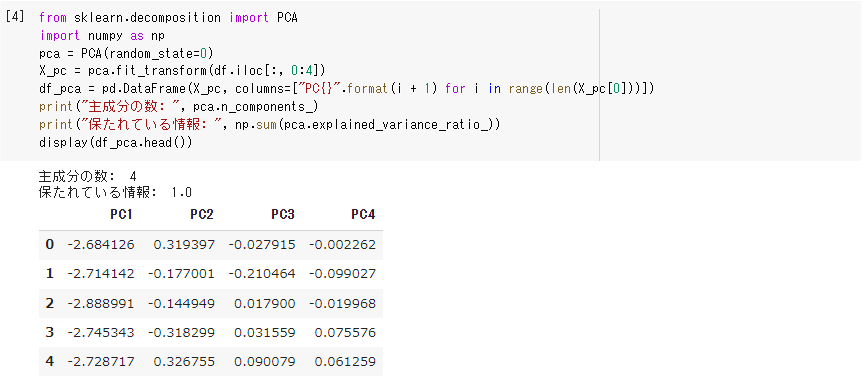 [4] from sklearn.decomposition import PCA
import numpy as np
pca = PCA(random_state=0)
X_pc = pca.fit_transform(df.iloc[:, 0:4])
df_pca = pd.DataFrame(X_pc, columns=["PC{}".format(i + 1) for i in range(len(X_pc[0]))])
print("主成分の数: ", pca.n_components_)
print("保たれている情報: ", np.sum(pca.explained_variance_ratio_))
display(df_pca.head())
主成分の数:  4
保たれている情報:  1.0
PC1 PC2 PC3 PC4
0 -2.684126 0.319397 -0.027915 -0.002262
1 -2.714142 -0.177001 -0.210464 -0.099027
2 -2.888991 -0.144949 0.017900 -0.019968
3 -2.745343 -0.318299 0.031559 0.075576
4 -2.728717 0.326755 0.090079 0.061259